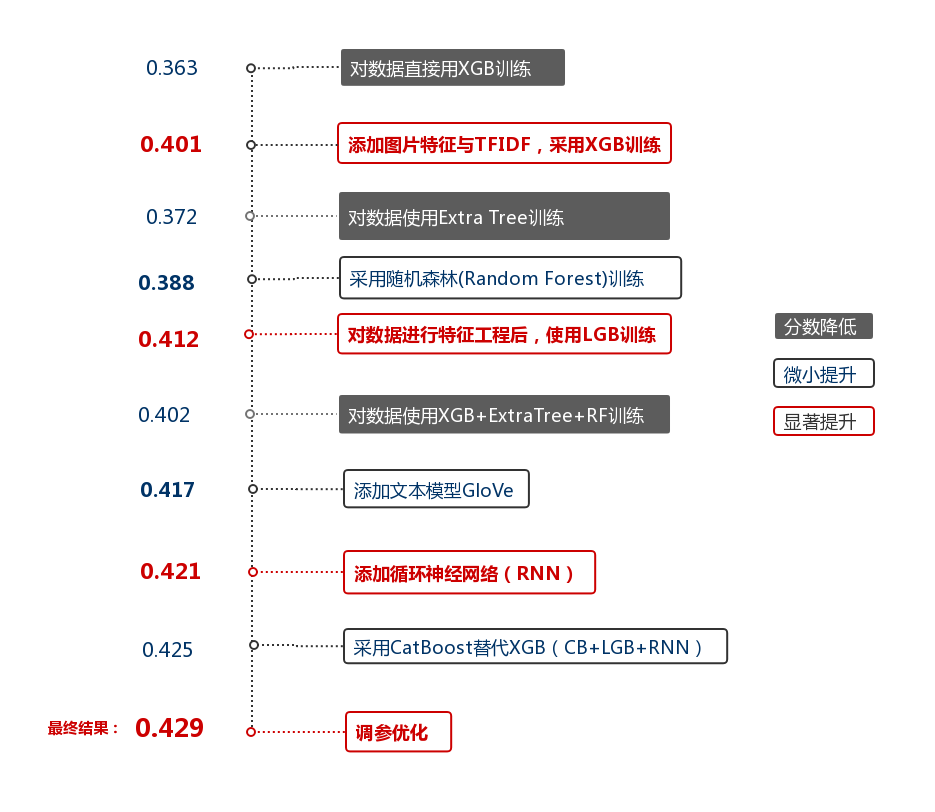 0.363
对数据直接用XGB训练
0.401
添加图片特征与TFIDF，采用XGB训练
0.372
对数据使用Extra Tree训练
0.388
采用随机森林(Random Forest)训练
0.412
对数据进行特征工程后，使用LGB训练
分数降低
微小提升
0.402
对数据使用XGB+ExtraTree+RF训练
显著提升
0.417
添加文本模型GloVe
0.421
添加循环神经网络（RNN）
0.425
采用CatBoost替代XGB（CB+LGB+RNN）
最终结果：
0.429
调参优化